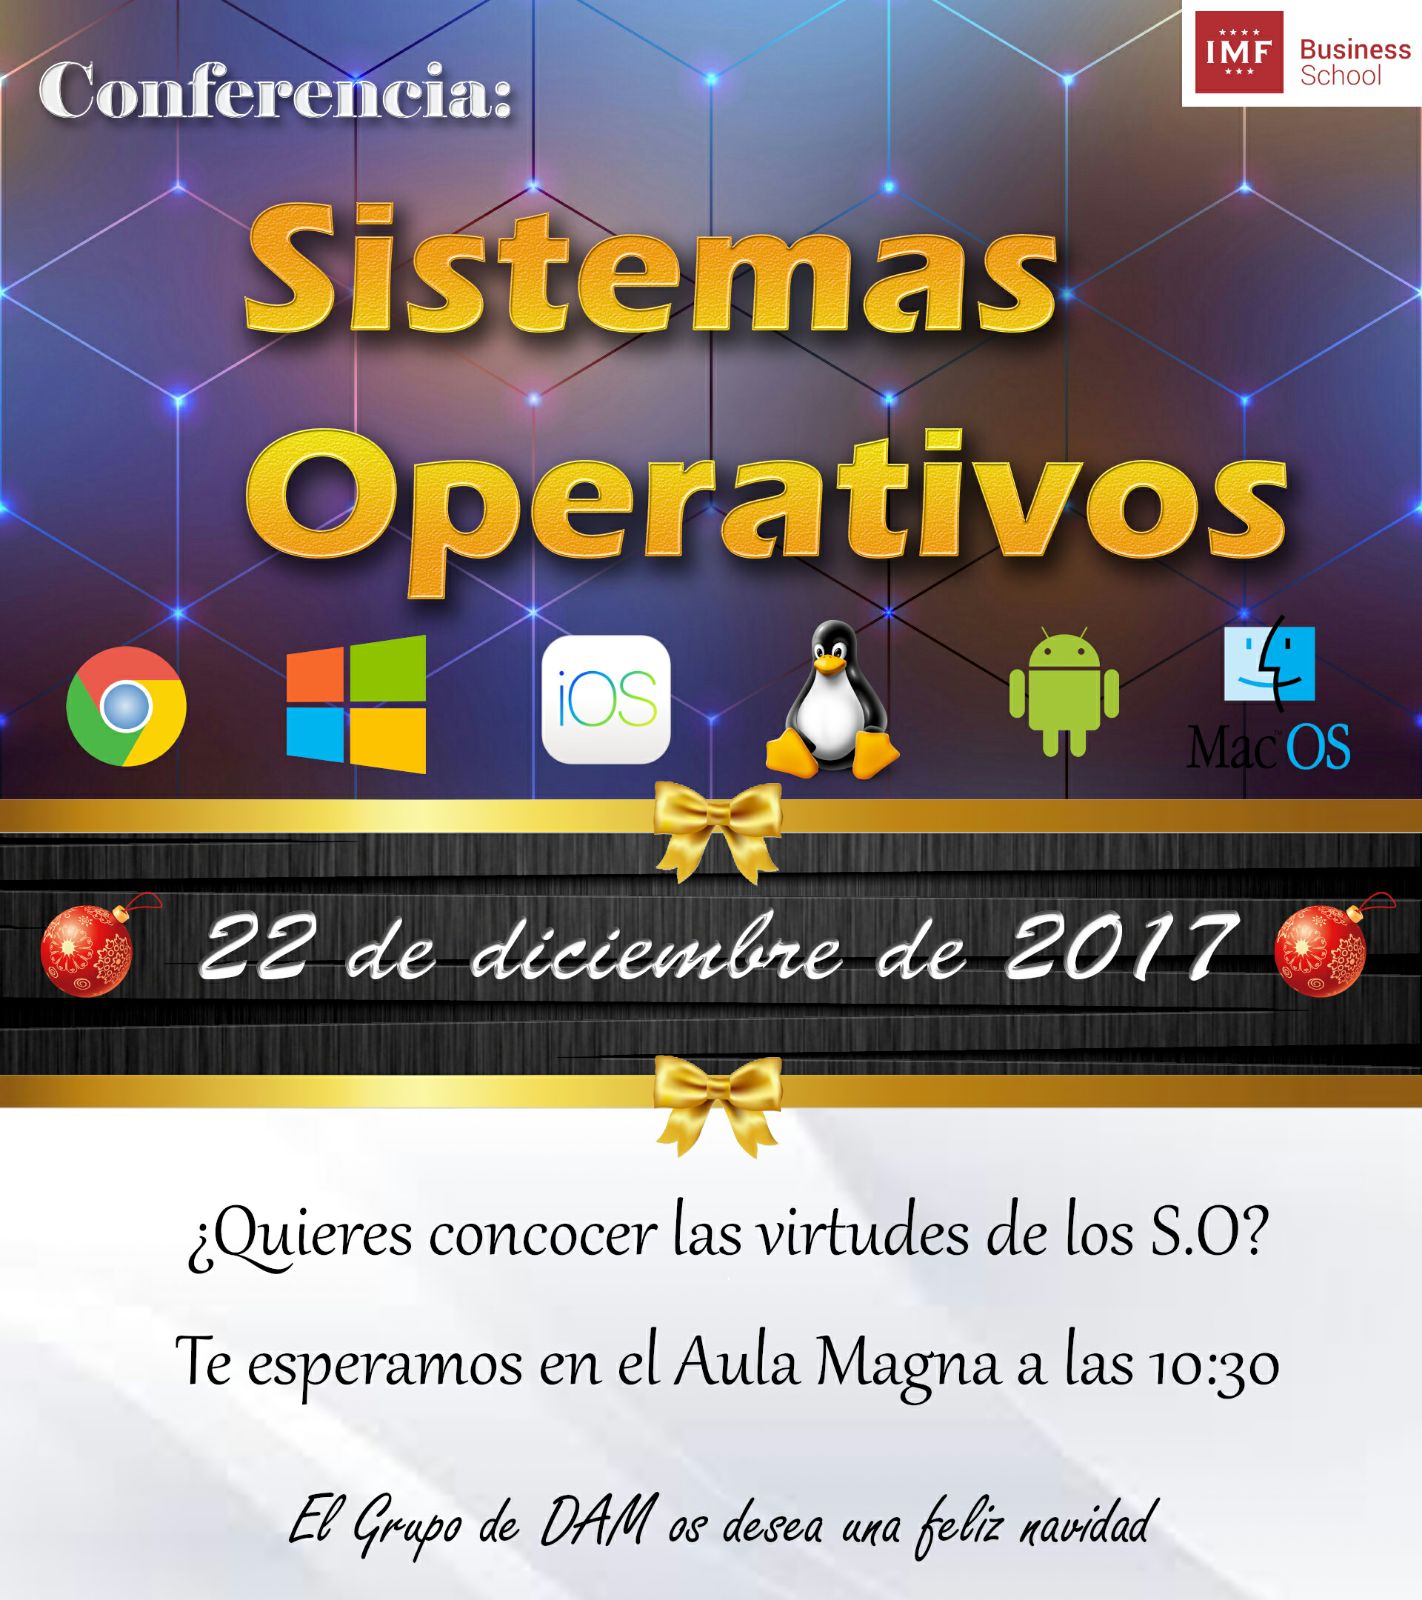 Conferencia:
IMF Business
School
Sistemas
Operativos
iOS
Mac™OS
22 de diciembre de 2017
¿Quieres concocer las virtudes de los S.O?
Te esperamos en el Aula Magna a las 10:30
El Grupo de DAM os desea una feliz navidad